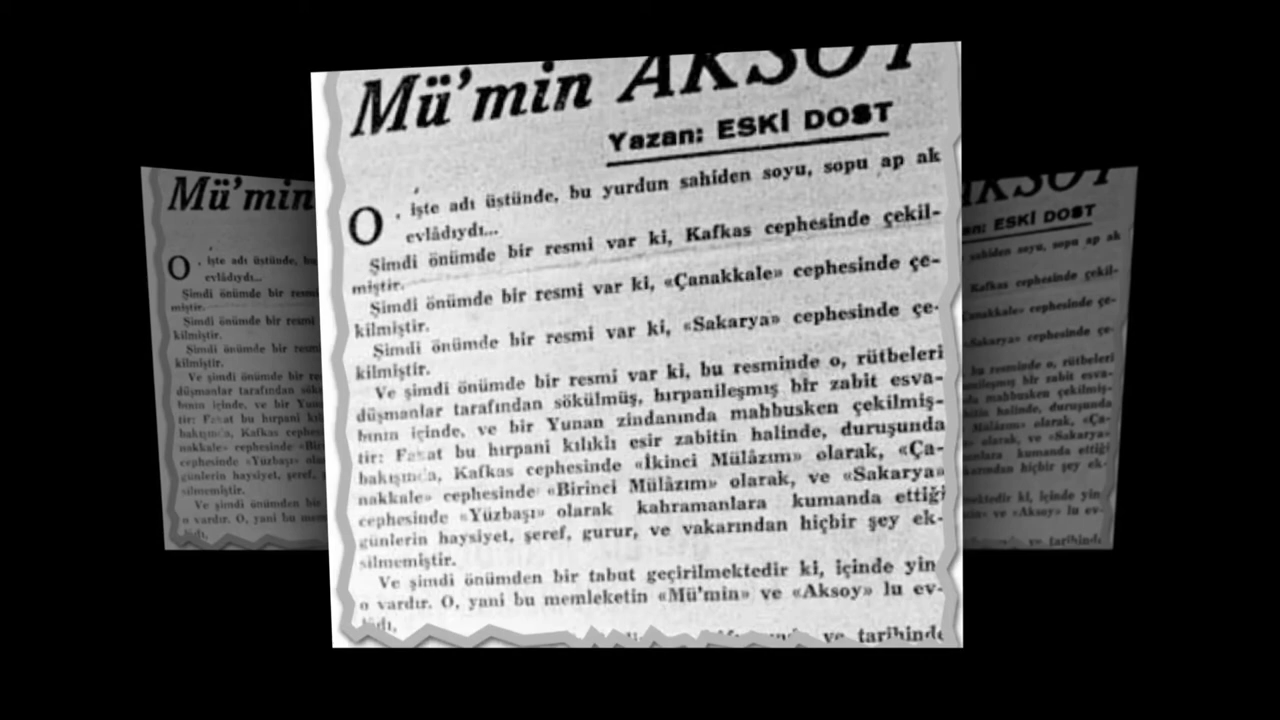 Mü'min AKSOY
Yazan: ESKİ DOST
O, işte adı üstünde, bu yurdun sahiden soyu, sopu ap ak
evlâdıydı...
Şimdi önümde bir resmi var ki, Kafkas cephesinde çekil-
miştir.
Şimdi önümde bir resmi var ki, «Çanakkale» cephesinde çe-
kilmiştir.
Şimdi önümde bir resmi var ki, «Sakarya» cephesinde çe-
kilmiştir.
Ve şimdi önümde bir resmi var ki, bu resminde o, rütbeleri
düşmanlar tarafından sökülmüş, hırpanileşmış bir zabit esva-
bının içinde, ve bir Yunan zindanında mahbusken çekilmiş-
tir: Fakat bu hırpani kılıklı esir zabitin halinde, duruşunda
bakışında, Kafkas cephesinde «İkinci Mülâzım» olarak, «Ça-
nakkale» cephesinde «Birinci Mülâzım» olarak, ve «Sakarya»
cephesinde «Yüzbaşı» olarak kahramanlara kumanda ettiği
günlerin haysiyet, şeref, gurur, ve vakarından hiçbir şey ek-
silmemiştir.
Ve şimdi önümden bir tabut geçirilmektedir ki, içinde yin
o vardır. O, yani bu memleketin «Mü'min» ve «Aksoy» lu ev-
lâdı,
ve tarihinde